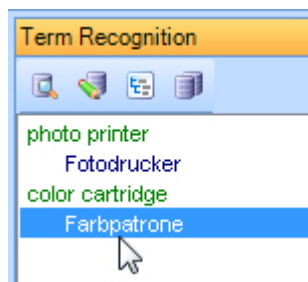 Term Recognition
photo printer
Fotodrucker
color cartridge
Farbpatrone